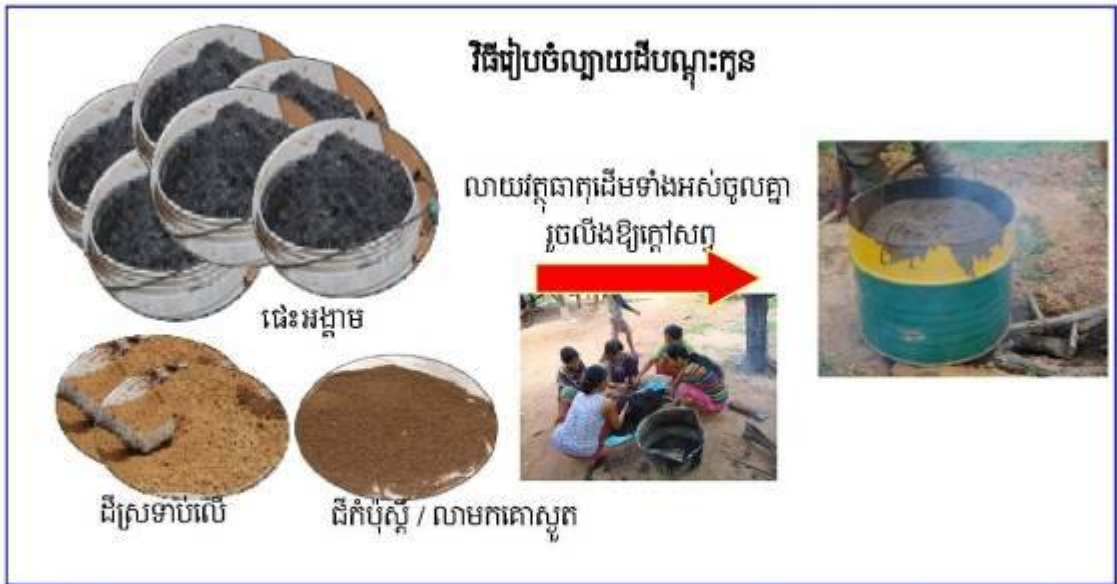 វិធីរៀបចំល្បាយដីបណ្តុះកូន
លាយវត្ថុធាតុដើមទាំងអស់ចូលគ្នា
រួចលីងឱ្យក្តៅសព្វ
ផេះអង្កាម
ដីស្រទាប់លើ
ជីកំប៉ុស្តិ៍ / លាមកគោស្ងួត